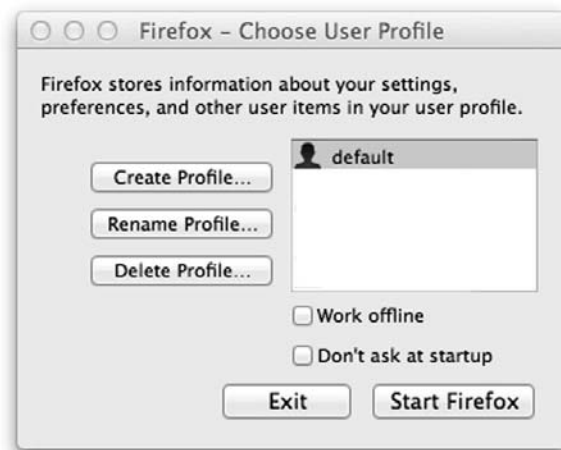 Firefox – Choose User Profile
Firefox stores information about your settings,
preferences, and other user items in your user profile.
default
Create Profile...
Rename Profile...
Delete Profile...
Work offline
Don't ask at startup
Exit
Start Firefox